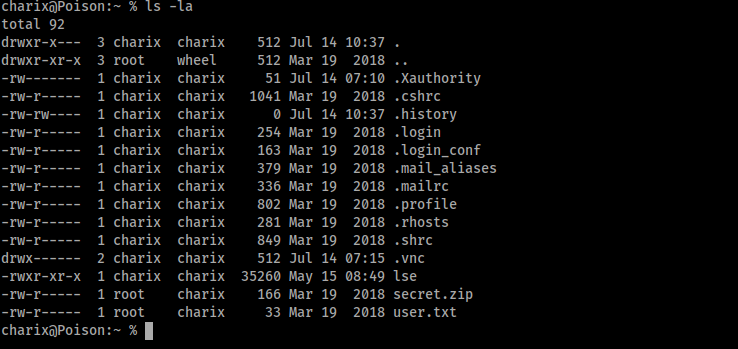 charix@Poison:~ % ls -la
total 92
drwxr-x---  3 charix  charix    512 Jul 14 10:37 .
drwxr-xr-x  3 root    wheel     512 Mar 19  2018 ..
-rw-------  1 charix  charix     51 Jul 14 07:10 .Xauthority
-rw-r-----  1 charix  charix   1041 Mar 19  2018 .cshrc
-rw-rw----  1 charix  charix      0 Jul 14 10:37 .history
-rw-r-----  1 charix  charix    254 Mar 19  2018 .login
-rw-r-----  1 charix  charix    163 Mar 19  2018 .login_conf
-rw-r-----  1 charix  charix    379 Mar 19  2018 .mail_aliases
-rw-r-----  1 charix  charix    336 Mar 19  2018 .mailrc
-rw-r-----  1 charix  charix    802 Mar 19  2018 .profile
-rw-r-----  1 charix  charix    281 Mar 19  2018 .rhosts
-rw-r-----  1 charix  charix    849 Mar 19  2018 .shrc
drwx------  2 charix  charix    512 Jul 14 07:15 .vnc
-rwxr-xr-x  1 charix  charix  35260 May 15 08:49 lse
-rw-r-----  1 root    charix    166 Mar 19  2018 secret.zip
-rw-r-----  1 root    charix     33 Mar 19  2018 user.txt
charix@Poison:~ %